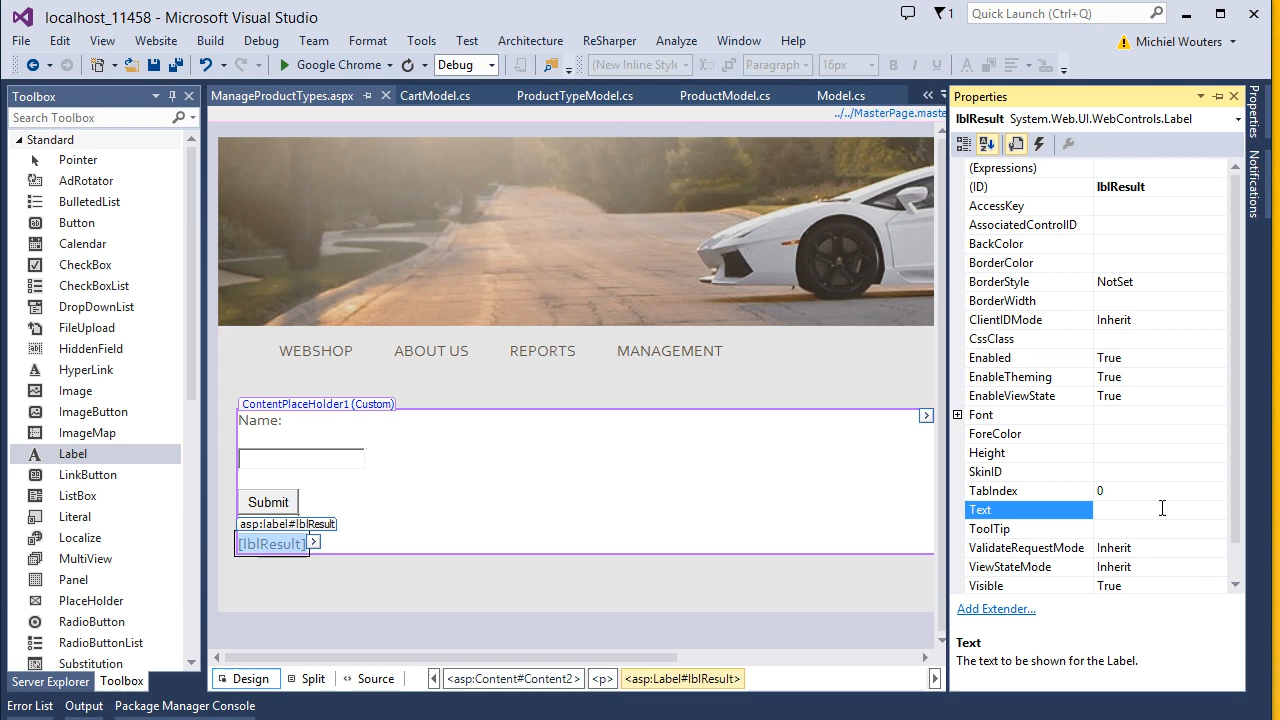 localhost_11458 - Microsoft Visual Studio
1
Quick Launch (Ctrl+Q)
File Edit View Website Build Debug Team Format Tools Test Architecture ReSharper Analyze Window Help
Michiel Wouters
Google Chrome
Debug
(New Inline Style
Paragraph
16px
B I U A
Toolbox
Search Toolbox
Standard
Pointer
AdRotator
BulletedList
Button
Calendar
CheckBox
CheckBoxList
DropDownList
FileUpload
HiddenField
HyperLink
Image
ImageButton
ImageMap
Label
LinkButton
ListBox
Literal
Localize
MultiView
Panel
PlaceHolder
RadioButton
RadioButtonList
Substitution
Server Explorer Toolbox
ManageProductTypes.aspx CartModel.cs ProductTypeModel.cs ProductModel.cs Model.cs
../../MasterPage.maste
WEBSHOP ABOUT US REPORTS MANAGEMENT
ContentPlaceHolder1 (Custom)
Name:
Submit
asp:label#lblResult
[lblResult]
Design Split Source <asp:Content#Content2> <p> <asp:Label#lblResult>
Properties
lblResult System.Web.UI.WebControls.Label
(Expressions)
(ID) lblResult
AccessKey
AssociatedControlID
BackColor
BorderColor
BorderStyle NotSet
BorderWidth
ClientIDMode Inherit
CssClass
Enabled True
EnableTheming True
EnableViewState True
Font
ForeColor
Height
SkinID
TabIndex 0
Text
ToolTip
ValidateRequestMode Inherit
ViewStateMode Inherit
Visible True
Add Extender...
Text
The text to be shown for the Label.
Properties
Notifications
Error List Output Package Manager Console